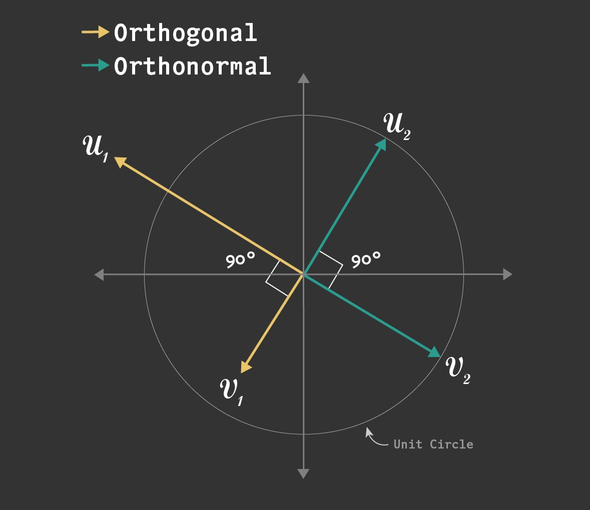 Orthogonal
Orthonormal
U₂
U₁
90° 90°
V₂
V₁
Unit Circle